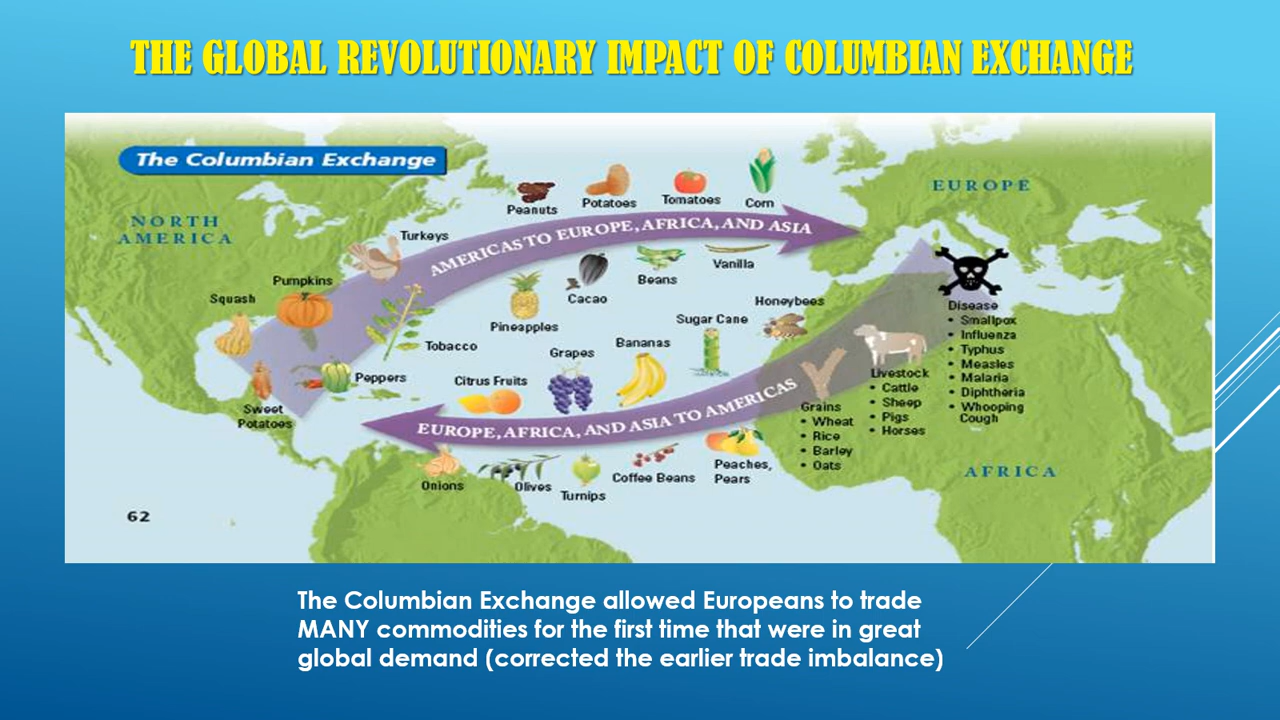 THE GLOBAL REVOLUTIONARY IMPACT OF COLUMBIAN EXCHANGE
The Columbian Exchange
NORTH
AMERICA
EUROPE
AFRICA
AMERICAS TO EUROPE, AFRICA, AND ASIA
Peanuts
Potatoes
Tomatoes
Corn
Turkeys
Pumpkins
Squash
Pineapples
Cacao
Beans
Vanilla
Tobacco
Peppers
Sweet
Potatoes
EUROPE, AFRICA, AND ASIA TO AMERICAS
Citrus Fruits
Grapes
Bananas
Sugar Cane
Honeybees
Onions
Olives
Turnips
Coffee Beans
Peaches,
Pears
Grains
• Wheat
• Rice
• Barley
• Oats
Livestock
• Cattle
• Sheep
• Pigs
• Horses
Disease
• Smallpox
• Influenza
• Typhus
• Measles
• Malaria
• Diphtheria
• Whooping
Cough
62
The Columbian Exchange allowed Europeans to trade
MANY commodities for the first time that were in great
global demand (corrected the earlier trade imbalance)